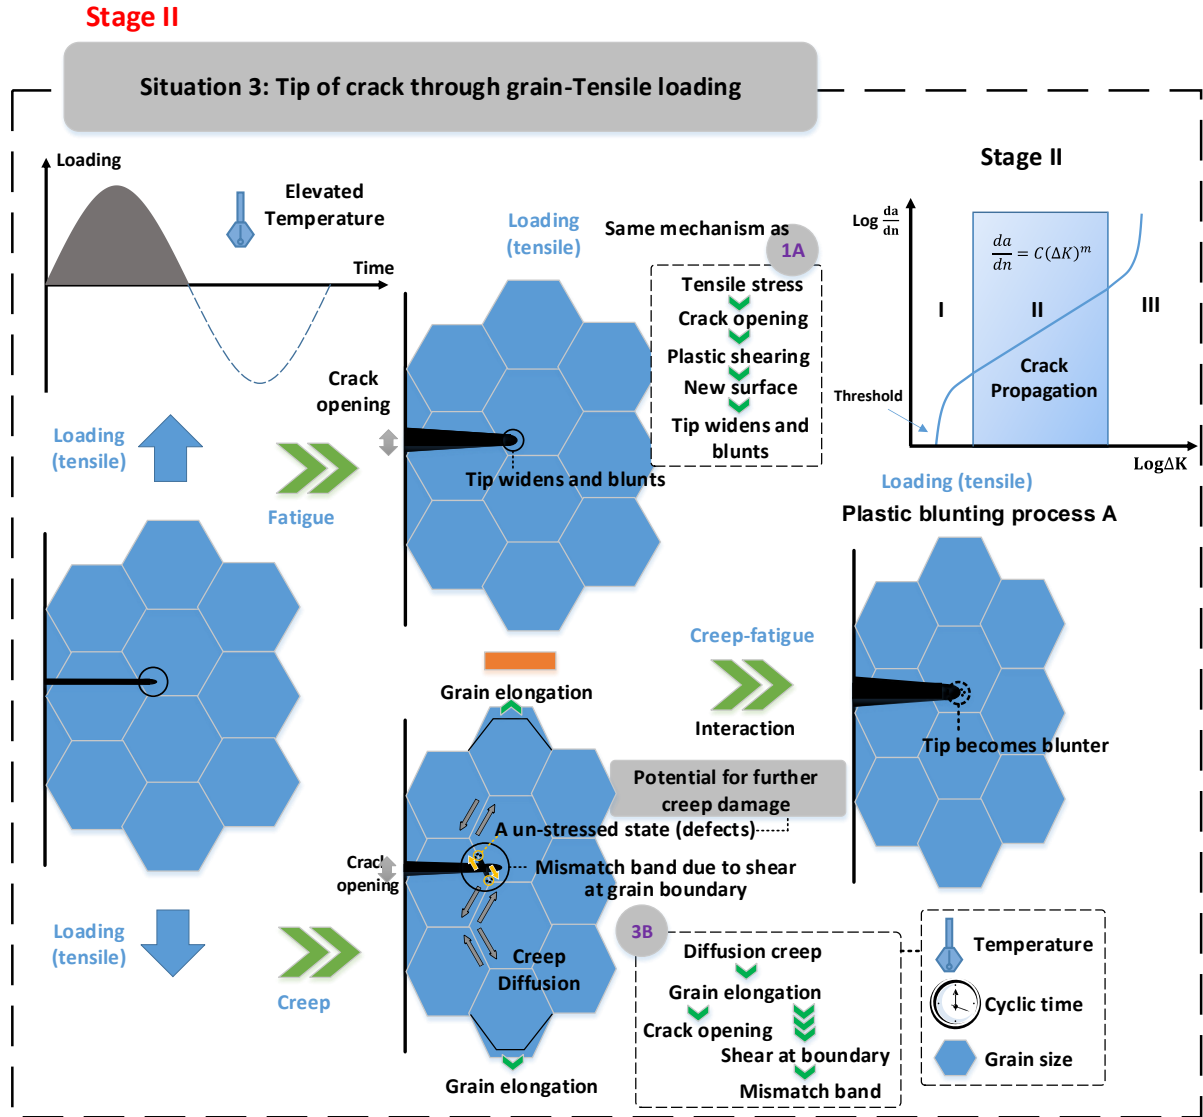 Stage II
Situation 3: Tip of crack through grain-Tensile loading
Loading
Elevated
Temperature
Time
Loading
(tensile)
Same mechanism as
1A
Tensile stress
Crack opening
Plastic shearing
New surface
Tip widens and
blunts
Stage II
Log da/dn
da/dn = C(ΔK)^m
I
II
III
Crack
Propagation
Threshold
LogΔK
Crack
opening
Loading
(tensile)
Fatigue
Tip widens and blunts
Loading (tensile)
Plastic blunting process A
Creep-fatigue
Interaction
Tip becomes blunter
Grain elongation
Potential for further
creep damage
A un-stressed state (defects)
Crack
opening
Mismatch band due to shear
at grain boundary
Loading
(tensile)
Creep
Creep
Diffusion
Grain elongation
3B
Diffusion creep
Grain elongation
Crack opening
Shear at boundary
Mismatch band
Temperature
Cyclic time
Grain size